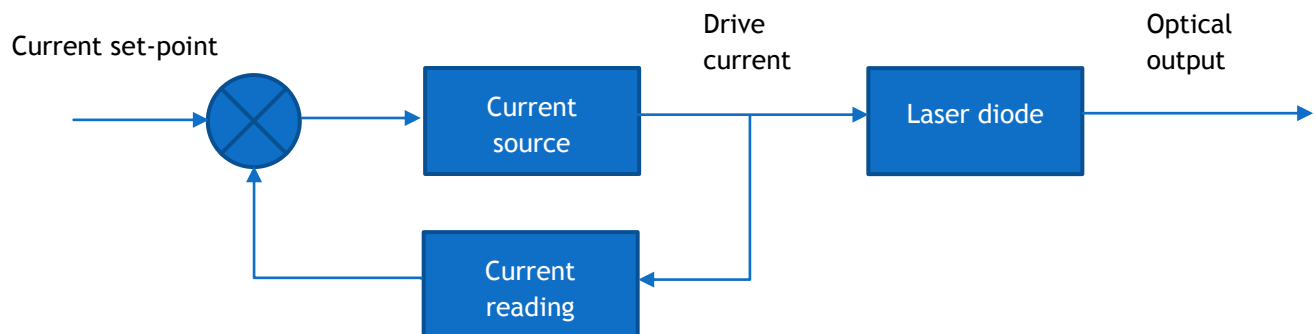 Current set-point
Drive
current
Optical
output
Current
source
Laser diode
Current
reading